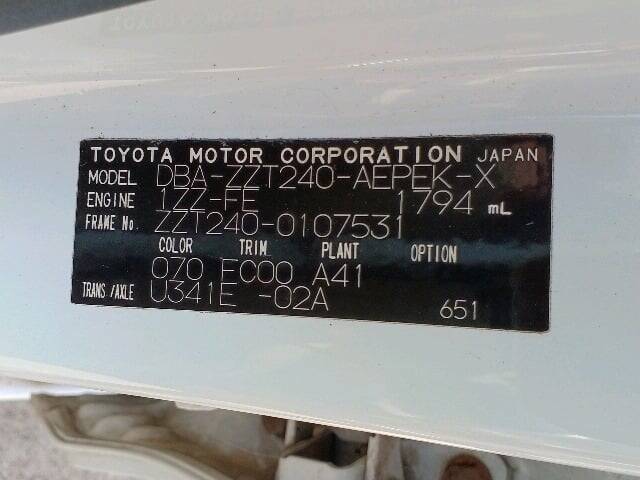 TOYOTA MOTOR CORPORATION JAPAN
MODEL DBA-ZZT240-AEPEK-X
ENGINE 1ZZ-FE 1794 mL
FRAME No. ZZT240-0107531
COLOR TRIM PLANT OPTION
070 EC00 A41
TRANS/AXLE U341E -02A
651